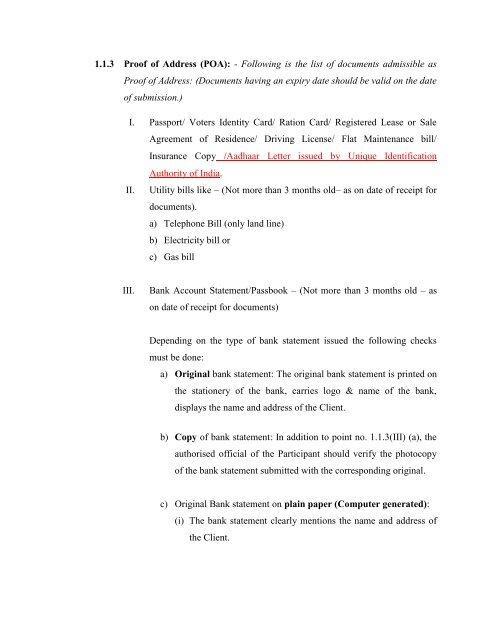 1.1.3 Proof of Address (POA): - Following is the list of documents admissible as
Proof of Address: (Documents having an expiry date should be valid on the date
of submission.)
I. Passport/ Voters Identity Card/ Ration Card/ Registered Lease or Sale
Agreement of Residence/ Driving License/ Flat Maintenance bill/
Insurance Copy /Aadhaar Letter issued by Unique Identification
Authority of India.
II. Utility bills like – (Not more than 3 months old– as on date of receipt for
documents).
a) Telephone Bill (only land line)
b) Electricity bill or
c) Gas bill
III. Bank Account Statement/Passbook – (Not more than 3 months old – as
on date of receipt for documents)
Depending on the type of bank statement issued the following checks
must be done:
a) Original bank statement: The original bank statement is printed on
the stationery of the bank, carries logo & name of the bank,
displays the name and address of the Client.
b) Copy of bank statement: In addition to point no. 1.1.3(III) (a), the
authorised official of the Participant should verify the photocopy
of the bank statement submitted with the corresponding original.
c) Original Bank statement on plain paper (Computer generated):
(i) The bank statement clearly mentions the name and address of
the Client.